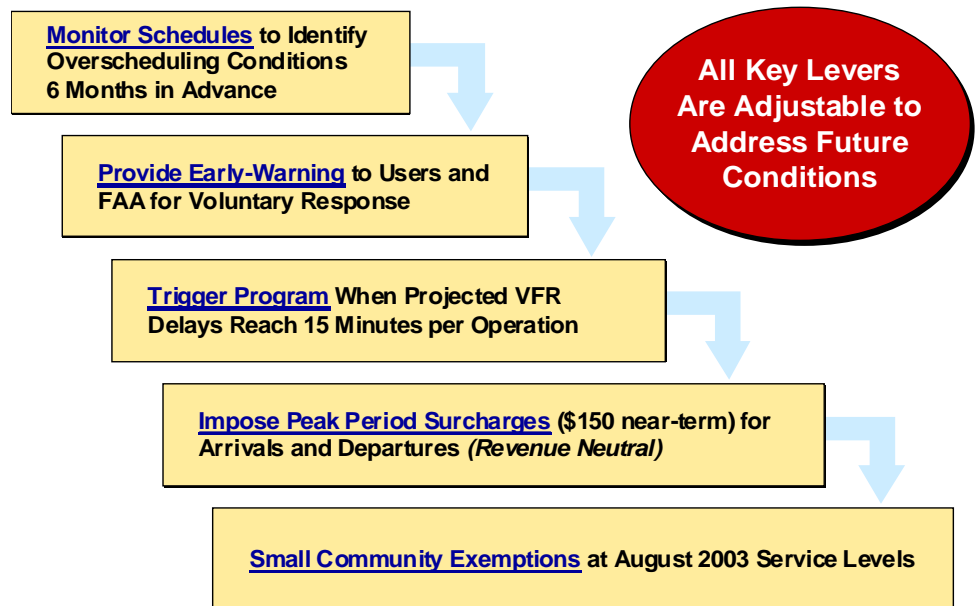 Monitor Schedules to Identify
Overscheduling Conditions
6 Months in Advance
All Key Levers
Are Adjustable to
Address Future
Conditions
Provide Early-Warning to Users and
FAA for Voluntary Response
Trigger Program When Projected VFR
Delays Reach 15 Minutes per Operation
Impose Peak Period Surcharges ($150 near-term) for
Arrivals and Departures (Revenue Neutral)
Small Community Exemptions at August 2003 Service Levels